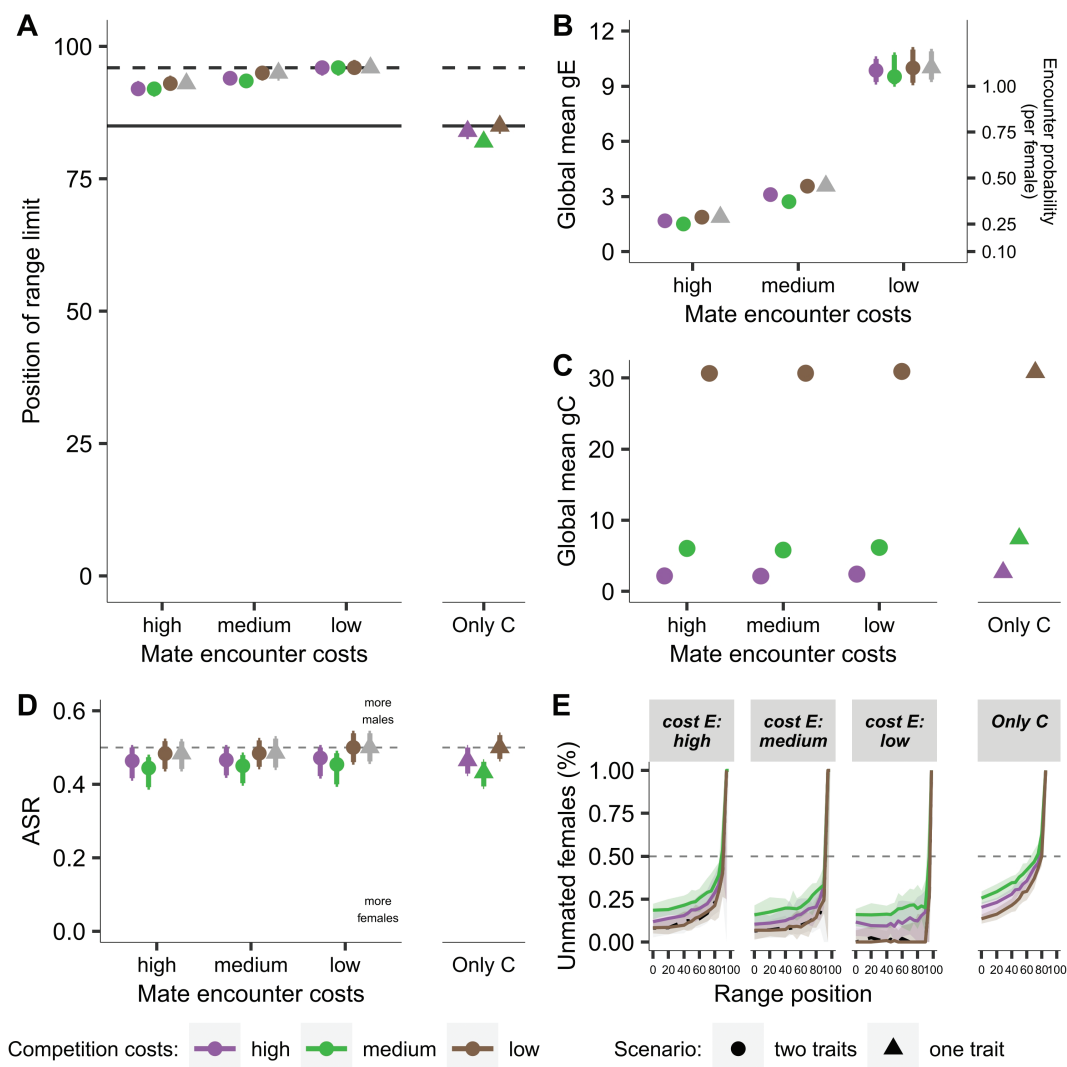 A
100
75
50
25
0
Position of range limit
high medium low Only C
Mate encounter costs
B
12
9
6
3
0
Global mean gE
1.00
0.75
0.50
0.25
0.10
Encounter probability
(per female)
high medium low
Mate encounter costs
C
30
20
10
0
Global mean gC
high medium low Only C
Mate encounter costs
D
0.6
0.4
0.2
0.0
ASR
more
males
more
females
high medium low Only C
Mate encounter costs
E
cost E: high
cost E: medium
cost E: low
Only C
1.00
0.75
0.50
0.25
0.00
Unmated females (%)
0 20 40 60 80 100 0 20 40 60 80 100 0 20 40 60 80 100 0 20 40 60 80 100
Range position
Competition costs: high medium low
Scenario: two traits one trait